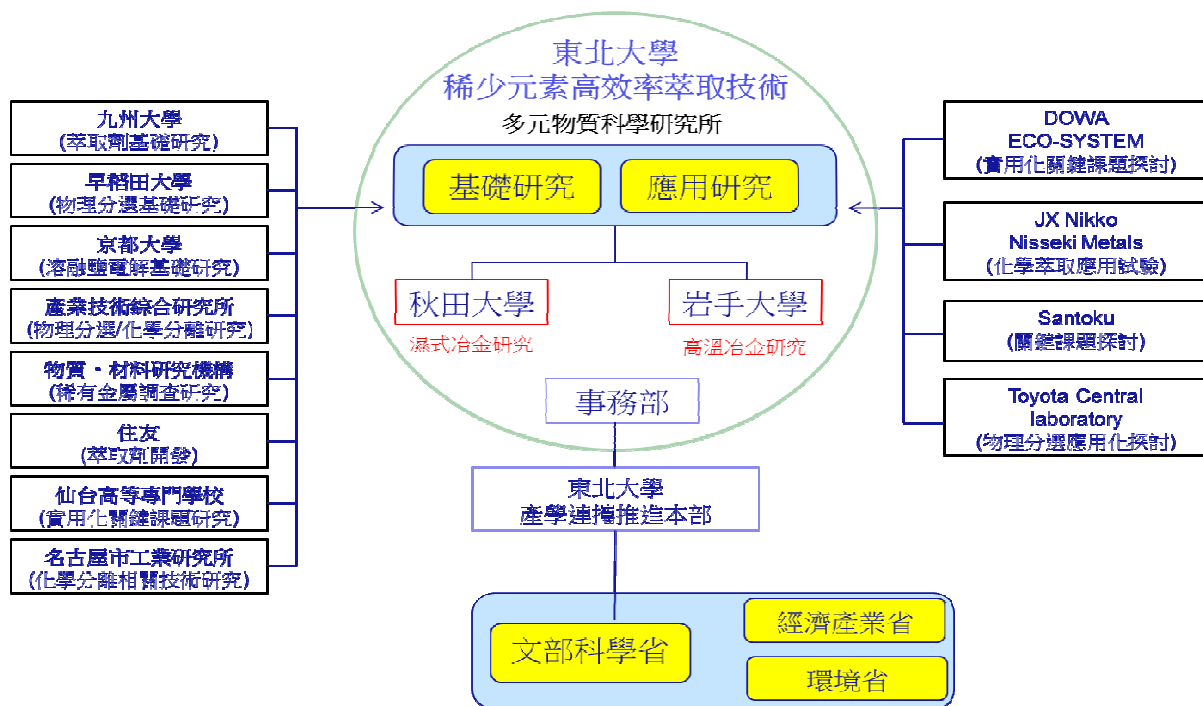 東北大學
稀少元素高效率萃取技術
多元物質科學研究所
基礎研究
應用研究
秋田大學
濕式冶金研究
岩手大學
高溫冶金研究
事務部
東北大學
產學連攜推進本部
文部科學省
經濟產業省
環境省
九州大學
(萃取劑基礎研究)
早稻田大學
(物理分選基礎研究)
京都大學
(溶融鹽電解基礎研究)
產業技術綜合研究所
(物理分選/化學分離研究)
物質・材料研究機構
(稀有金屬調查研究)
住友
(萃取劑開發)
仙台高等專門學校
(實用化關鍵課題研究)
名古屋市工業研究所
(化學分離相關技術研究)
DOWA
ECO-SYSTEM
(實用化關鍵課題探討)
JX Nikko
Nisseki Metals
(化學萃取應用試驗)
Santoku
(關鍵課題探討)
Toyota Central
laboratory
(物理分選應用化探討)